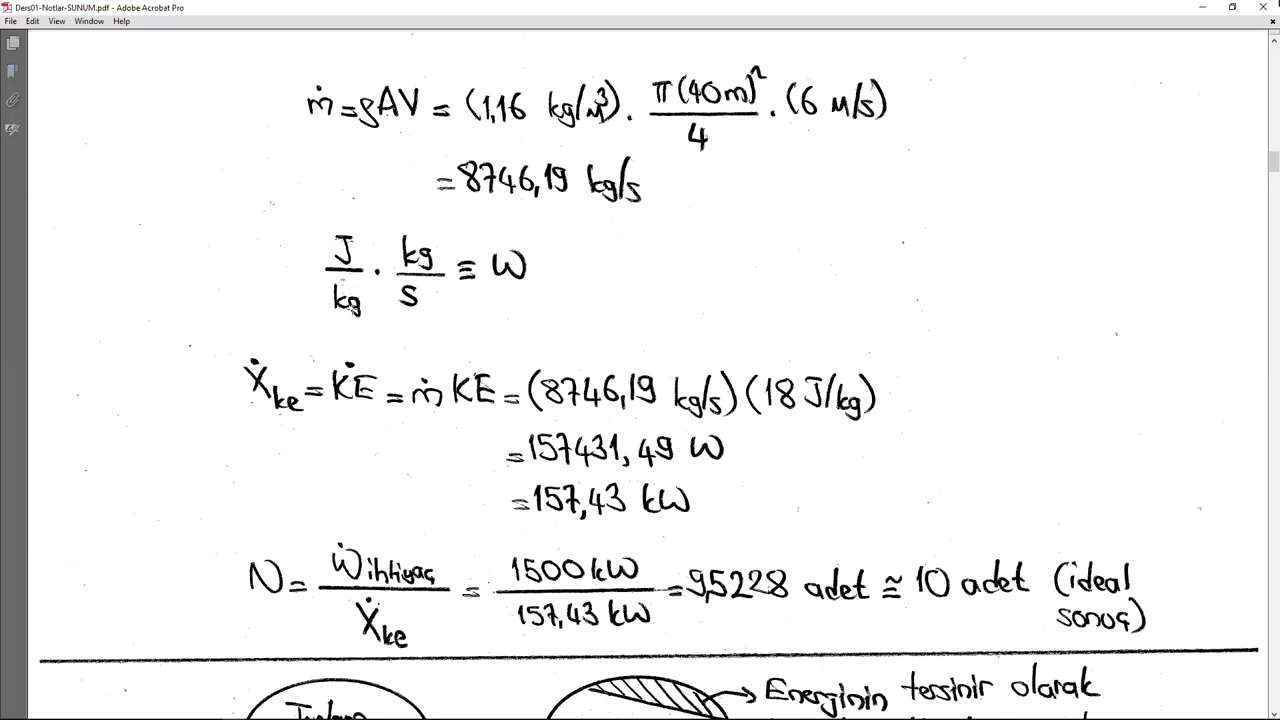 Ders01-Notlar-SUNUM.pdf - Adobe Acrobat Pro
File Edit View Window Help
ṁ = ρAV = (1,16 kg/m³) · π(40m)²/4 · (6 m/s)
= 8746,19 kg/s
J/kg · kg/s ≡ W
Ẋke = K̇E = ṁ KE = (8746,19 kg/s) (18 J/kg)
= 157431,49 W
= 157,43 kW
N = Ẇihtiyaç/Ẋke = 1500 kW/157,43 kW = 9,5228 adet ≅ 10 adet (ideal
sonuç)
Energinin tersinir olarak